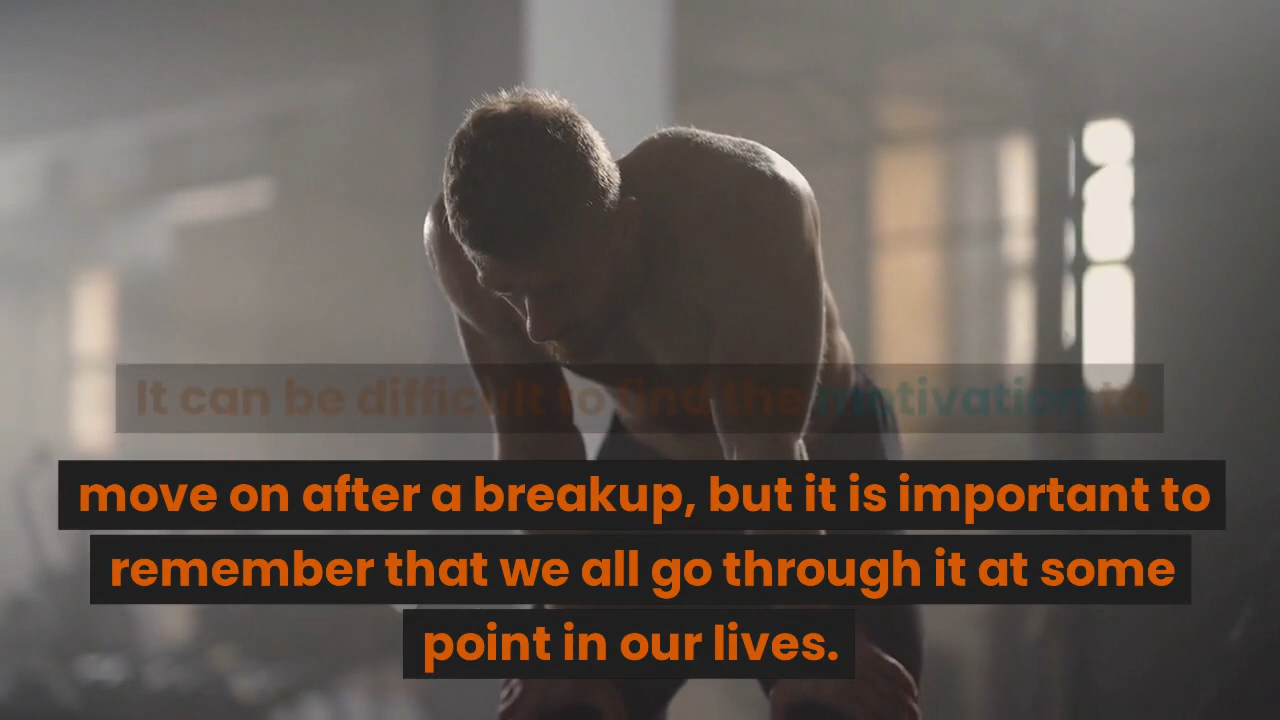 It can be difficult to find the motivation to
move on after a breakup, but it is important to
remember that we all go through it at some
point in our lives.